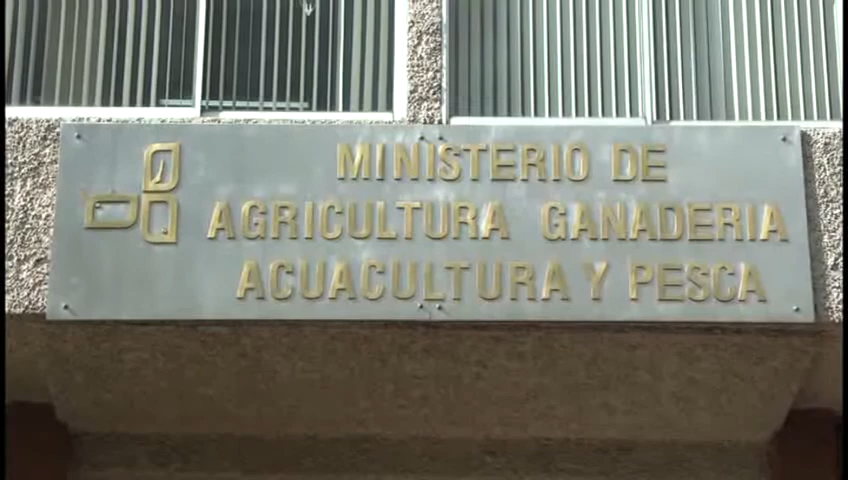 MINISTERIO DE
AGRICULTURA GANADERIA
ACUACULTURA Y PESCA